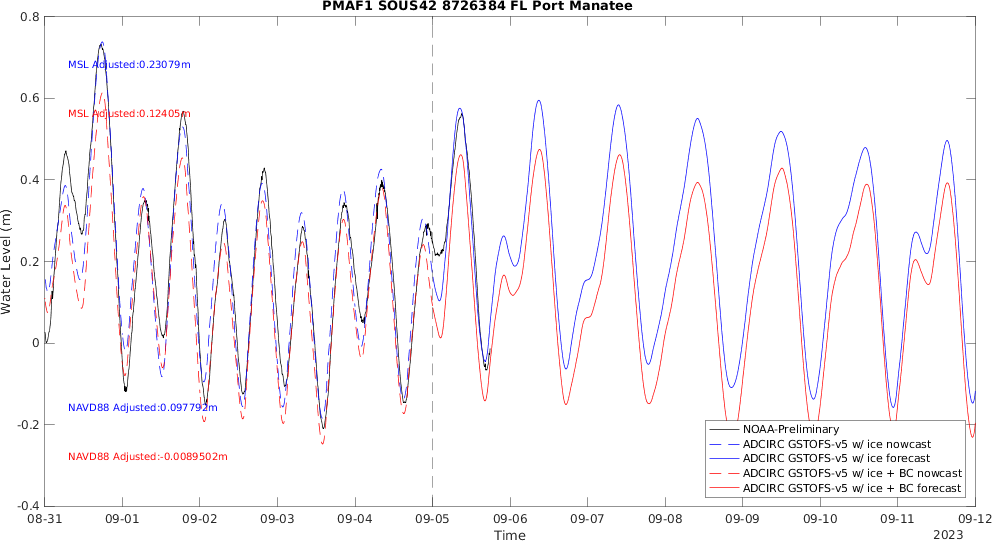 PMAF1 SOUS42 8726384 FL Port Manatee
0.8
0.6
0.4
0.2
0
-0.2
-0.4
Water Level (m)
MSL Adjusted:0.23079m
MSL Adjusted:0.12405m
NAVD88 Adjusted:0.097792m
NAVD88 Adjusted:-0.0089502m
NOAA-Preliminary
ADCIRC GSTOFS-v5 w/ ice nowcast
ADCIRC GSTOFS-v5 w/ ice forecast
ADCIRC GSTOFS-v5 w/ ice + BC nowcast
ADCIRC GSTOFS-v5 w/ ice + BC forecast
08-31 09-01 09-02 09-03 09-04 09-05 09-06 09-07 09-08 09-09 09-10 09-11 09-12
Time
2023